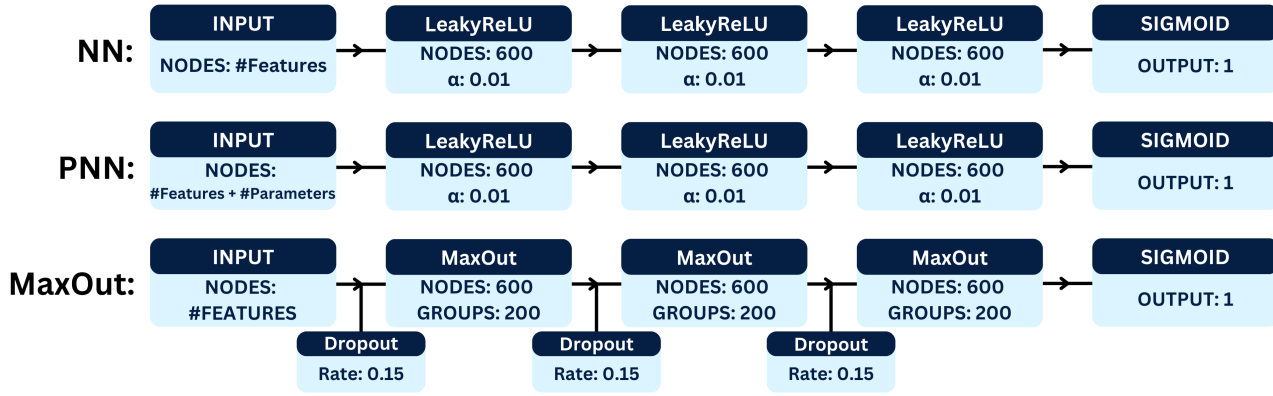 NN:
INPUT
NODES: #Features
LeakyReLU
NODES: 600
α: 0.01
LeakyReLU
NODES: 600
α: 0.01
LeakyReLU
NODES: 600
α: 0.01
SIGMOID
OUTPUT: 1
PNN:
INPUT
NODES:
#Features + #Parameters
LeakyReLU
NODES: 600
α: 0.01
LeakyReLU
NODES: 600
α: 0.01
LeakyReLU
NODES: 600
α: 0.01
SIGMOID
OUTPUT: 1
MaxOut:
INPUT
NODES:
#FEATURES
Dropout
Rate: 0.15
MaxOut
NODES: 600
GROUPS: 200
Dropout
Rate: 0.15
MaxOut
NODES: 600
GROUPS: 200
Dropout
Rate: 0.15
MaxOut
NODES: 600
GROUPS: 200
SIGMOID
OUTPUT: 1